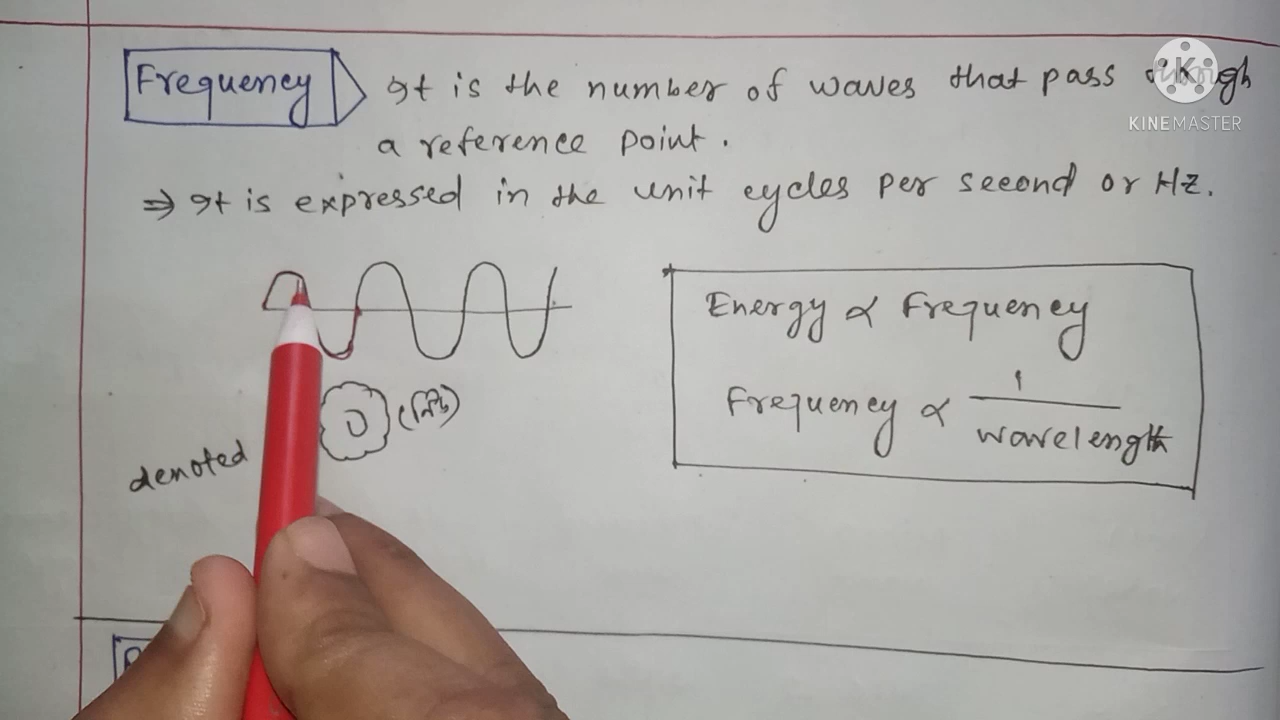 Frequency It is the number of waves that pass
a reference point.
⇒ It is expressed in the unit cycles per second or Hz.
Energy ∝ Frequency
Frequency ∝ 1
wavelength
denoted
KINEMASTER